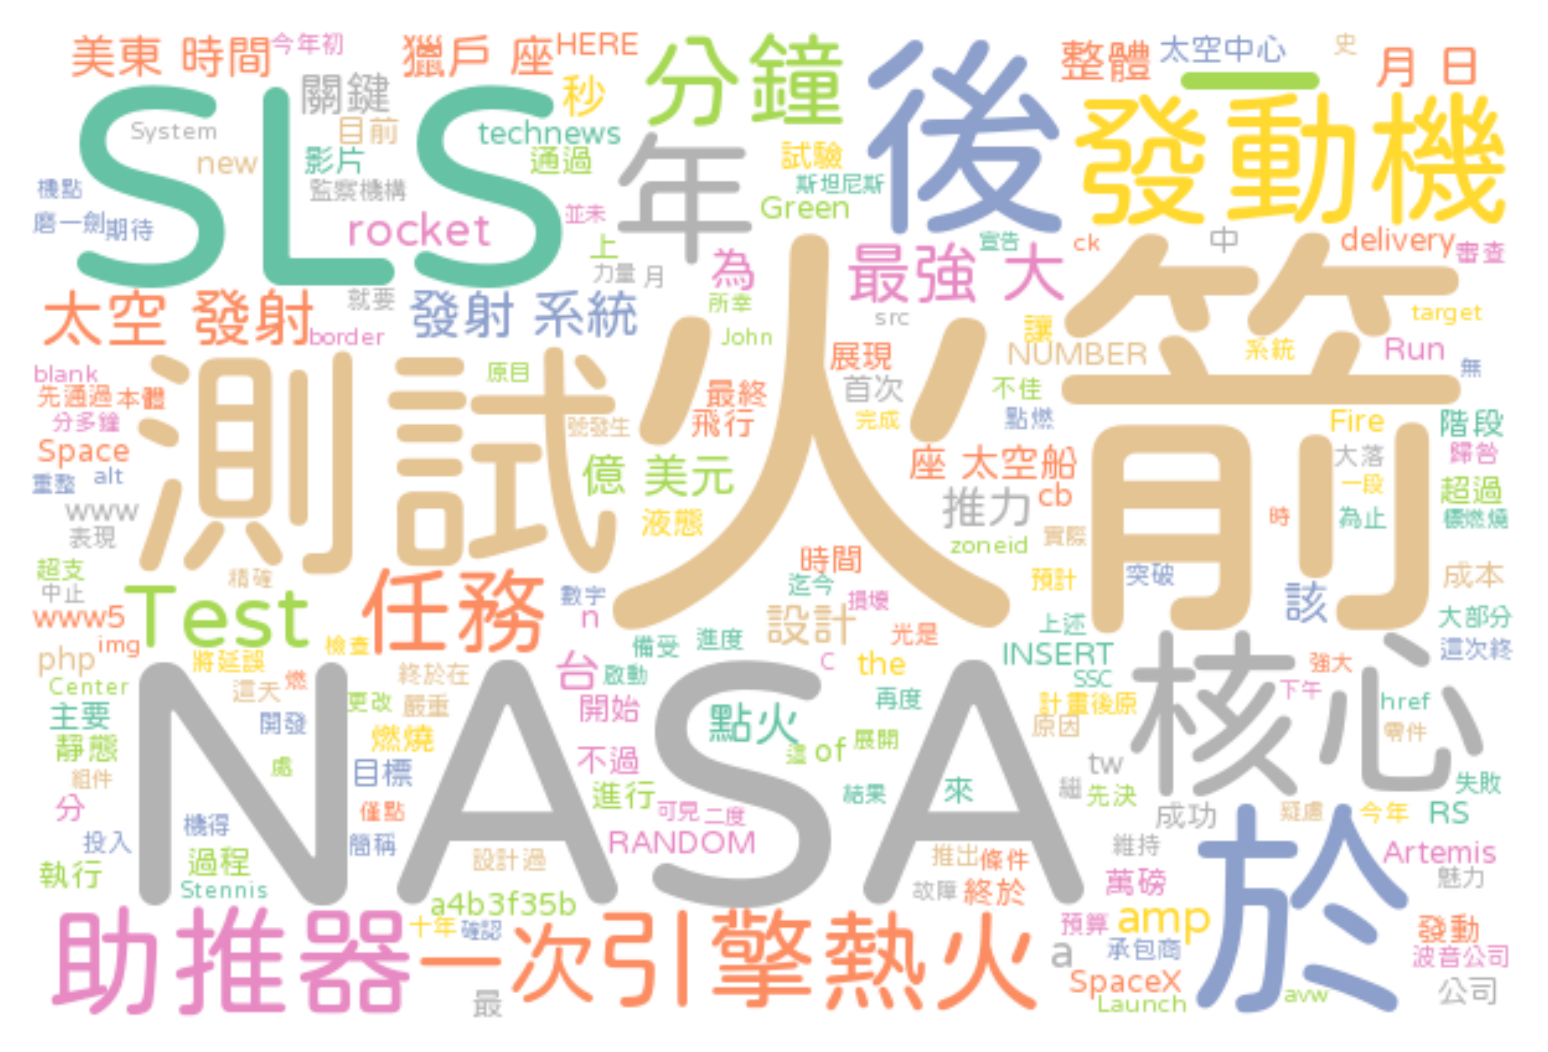 美東 時間 今年初 獵戶 座 HERE 分鐘 整體 太空中心 史 月 日
SLS 關鍵 秒 後 一 發動機
System 目前 technews 年 試驗
new 影片 通過 斯坦尼斯
機點 監察機構 Green
磨一劍 期待 rocket 並未 宣告 ck 中 delivery 審查
上 為 最強 大
力量 月
太空 發射 就要 發射 系統 所幸 src 讓 target
border John 火箭 NUMBER 系統 Run
blank 測試 原目 展現 無
先通過 本體 最終 首次 不佳
分多鐘 號發生 飛行 完成 點燃 Fire 階段
Space 億 美元 座 太空船 大落 歸咎
重整 alt 推力 cb 一段 超過
www 液態 時 為止
表現 時間 zoneid 實際
超支 精確 迄今 預計 突破 成本
中止 Test 任務 數字 設計 損壞 該 大部分
www5 n 備受 進度 光是 上述 這次終
img 檢查
php 將延誤 終於在 台 啟動 C the INSERT 核心 強大
Center 這天 燃 SSC 下午
主要 開發 更改 嚴重 NASA 開始 點火 再度 計畫後原 href
靜態 燃燒 這 of 展開 原因 零件
組件 處 目標 不過 tw
分 僅點 進行 可見 二度 結果 來 先決 失敗
投入 機得 簡稱 RANDOM 成功 於 疑慮 今年 RS
執行 過程 設計過 推出 條件 維持 Artemis
Stennis a4b3f35b 故障 終於 萬磅 魅力
助推器 十年 確認 一次 引擎 熱火 預算 amp 發動
a 承包商 波音公司
最 SpaceX avw 公司
Launch